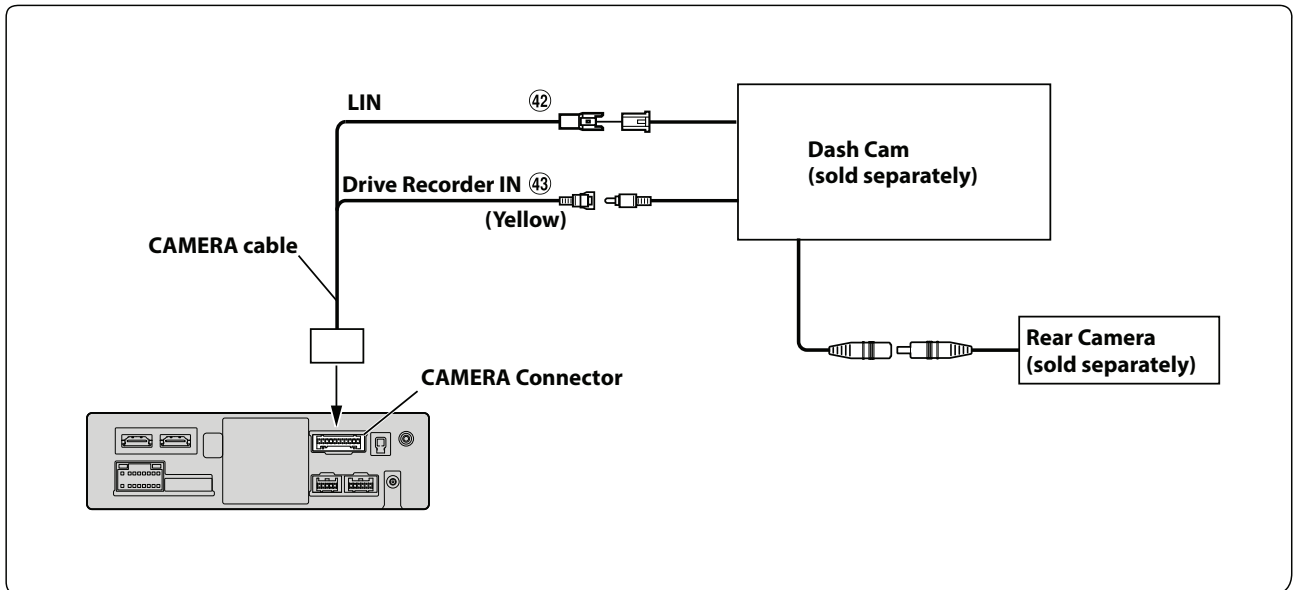 LIN
㊷
Dash Cam
(sold separately)
Drive Recorder IN ㊸
(Yellow)
CAMERA cable
Rear Camera
(sold separately)
CAMERA Connector